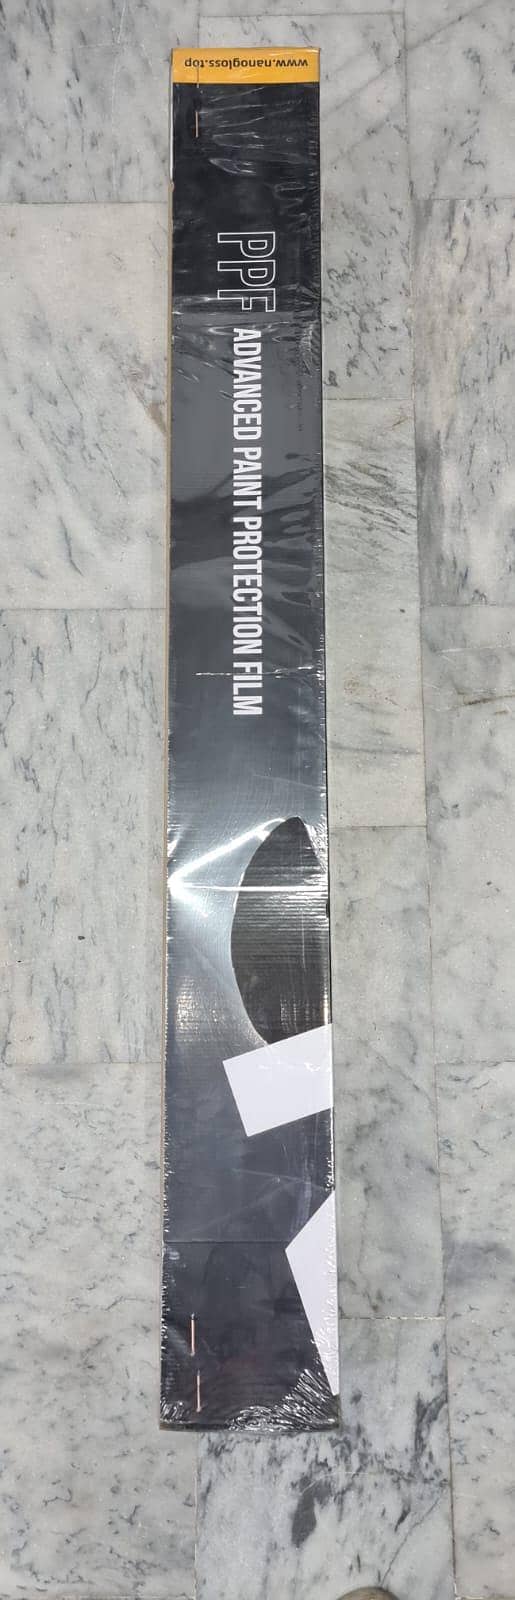 www.nanogloss.top
PPF ADVANCED PAINT PROTECTION FILM